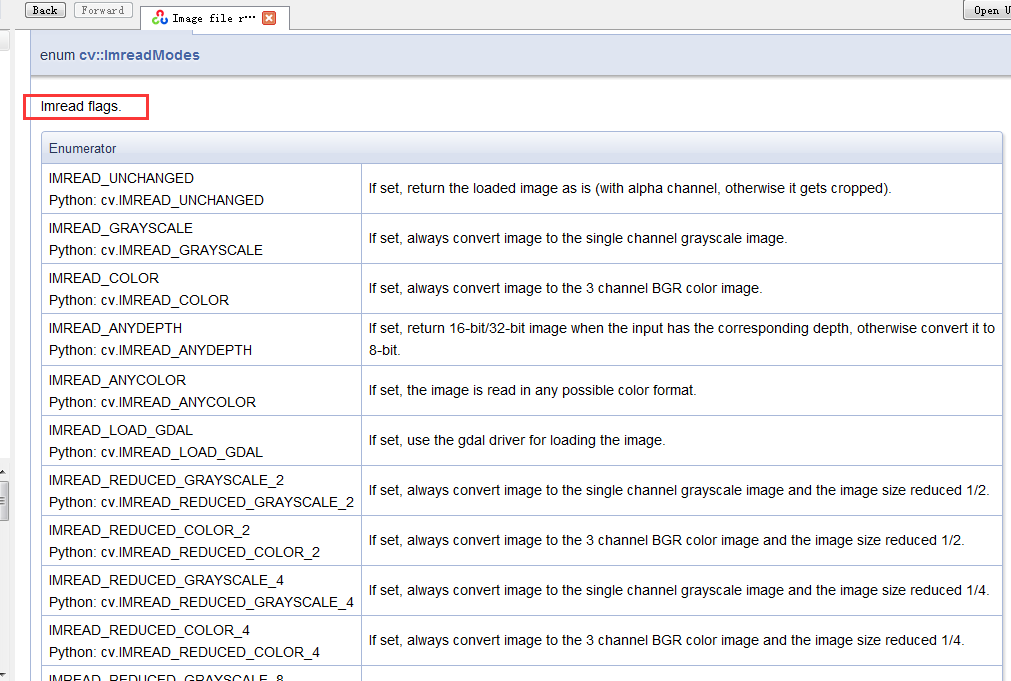 Back
Forward
Image file r···
Open U
enum cv::ImreadModes
Imread flags.
Enumerator
IMREAD_UNCHANGED
Python: cv.IMREAD_UNCHANGED
If set, return the loaded image as is (with alpha channel, otherwise it gets cropped).
IMREAD_GRAYSCALE
Python: cv.IMREAD_GRAYSCALE
If set, always convert image to the single channel grayscale image.
IMREAD_COLOR
Python: cv.IMREAD_COLOR
If set, always convert image to the 3 channel BGR color image.
IMREAD_ANYDEPTH
Python: cv.IMREAD_ANYDEPTH
If set, return 16-bit/32-bit image when the input has the corresponding depth, otherwise convert it to
8-bit.
IMREAD_ANYCOLOR
Python: cv.IMREAD_ANYCOLOR
If set, the image is read in any possible color format.
IMREAD_LOAD_GDAL
Python: cv.IMREAD_LOAD_GDAL
If set, use the gdal driver for loading the image.
IMREAD_REDUCED_GRAYSCALE_2
Python: cv.IMREAD_REDUCED_GRAYSCALE_2
If set, always convert image to the single channel grayscale image and the image size reduced 1/2.
IMREAD_REDUCED_COLOR_2
Python: cv.IMREAD_REDUCED_COLOR_2
If set, always convert image to the 3 channel BGR color image and the image size reduced 1/2.
IMREAD_REDUCED_GRAYSCALE_4
Python: cv.IMREAD_REDUCED_GRAYSCALE_4
If set, always convert image to the single channel grayscale image and the image size reduced 1/4.
IMREAD_REDUCED_COLOR_4
Python: cv.IMREAD_REDUCED_COLOR_4
If set, always convert image to the 3 channel BGR color image and the image size reduced 1/4.
IMREAD_REDUCED_GRAYSCALE_8